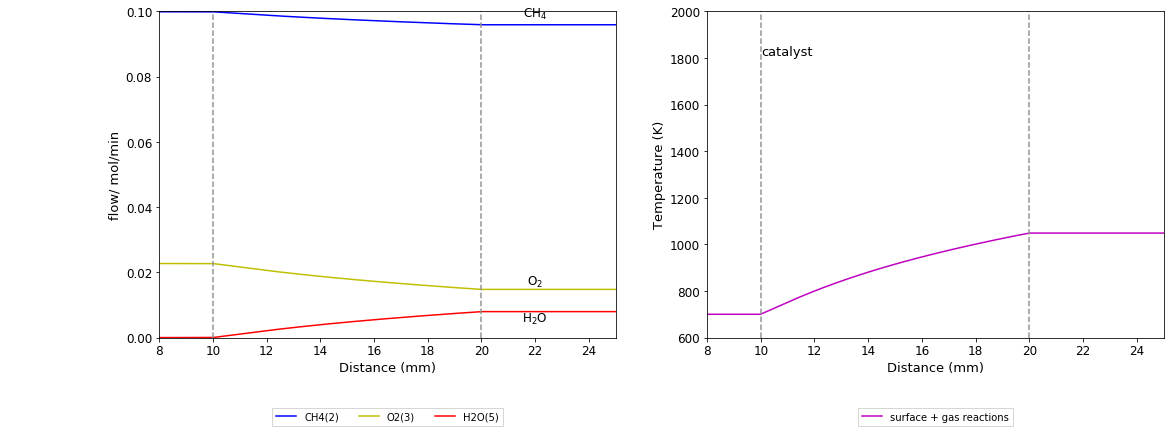 flow/ mol/min
0.10
0.08
0.06
0.04
0.02
0.00
CH₄
O₂
H₂O
8 10 12 14 16 18 20 22 24
Distance (mm)
CH4(2) O2(3) H2O(5)
Temperature (K)
2000
1800
1600
1400
1200
1000
800
600
catalyst
8 10 12 14 16 18 20 22 24
Distance (mm)
surface + gas reactions